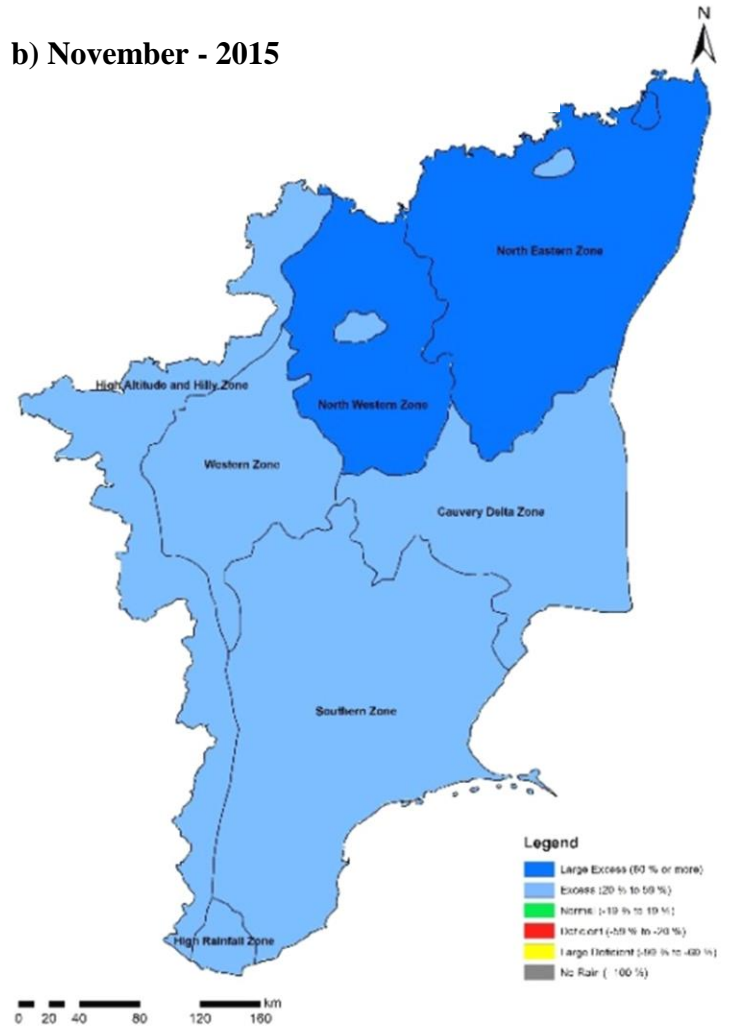 N
b) November - 2015
North Eastern Zone
High Altitude and Hilly Zone
North Western Zone
Western Zone
Cauvery Delta Zone
Southern Zone
High Rainfall Zone
Legend
Large Excess (60 % or more)
Excess (20 % to 59 %)
Normal (-19 % to 19 %)
Deficient (-59 % to -20 %)
Large Deficient (-99 % to -60 %)
No Rain (-100 %)
km
0 20 40 80 120 160